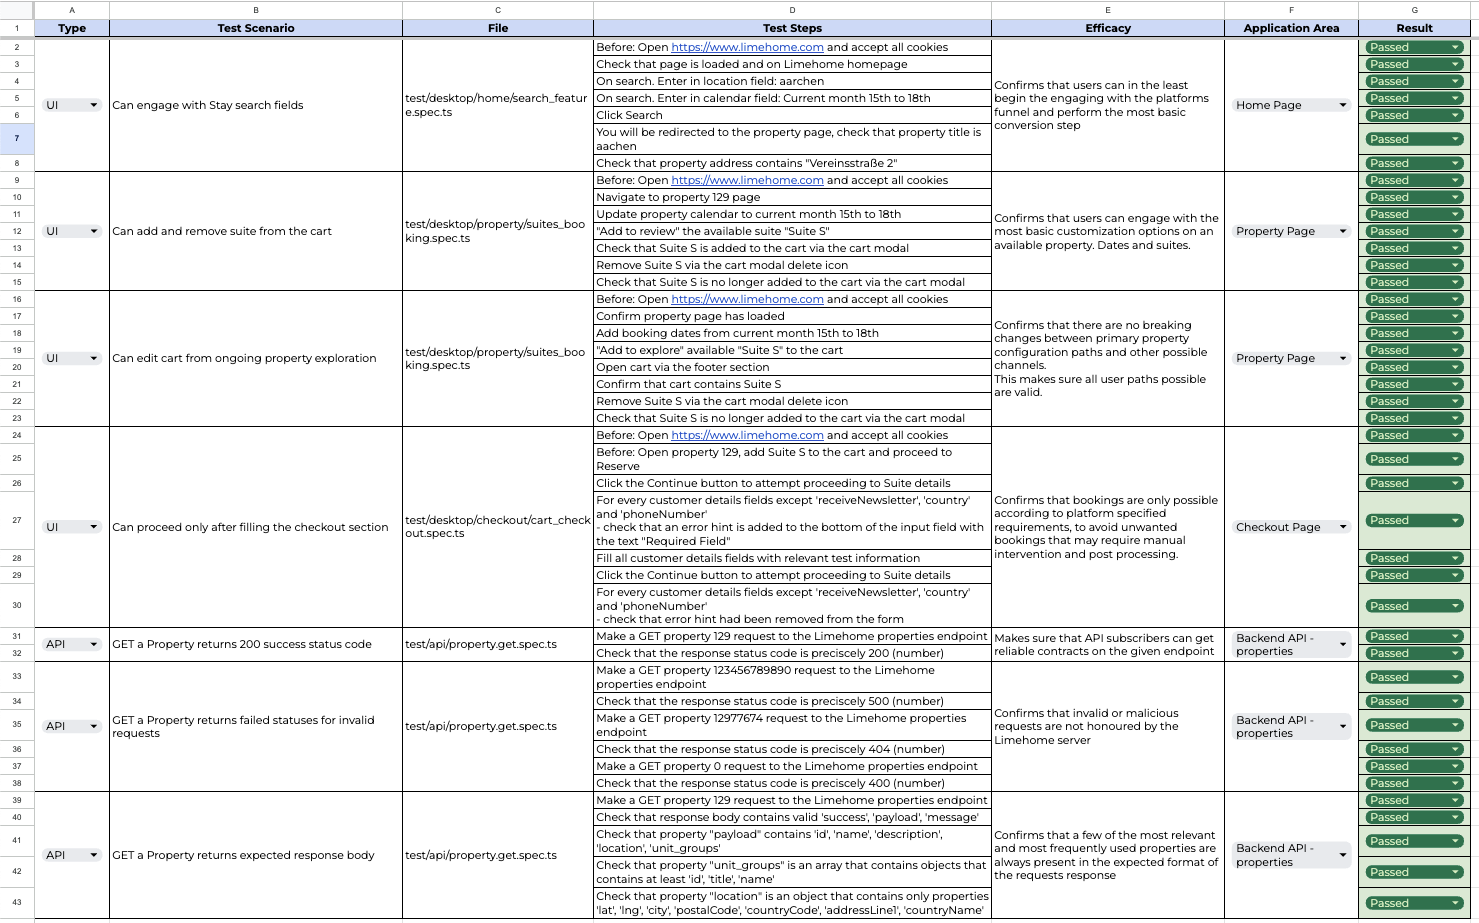 A B C D E F G
1 Type Test Scenario File Test Steps Efficacy Application Area Result
2 Before: Open https://www.limehome.com and accept all cookies Passed
3 Check that page is loaded and on Limehome homepage Passed
4 On search. Enter in location field: aarchen Passed
5 On search. Enter in calendar field: Current month 15th to 18th Passed
6 Click Search Passed
7 You will be redirected to the property page, check that property title is
aachen Passed
8 Check that property address contains "Vereinsstraße 2" Passed
UI
Can engage with Stay search fields
test/desktop/home/search_featur
e.spec.ts
Confirms that users can in the least
begin the engaging with the platforms
funnel and perform the most basic
conversion step
Home Page
9 Before: Open https://www.limehome.com and accept all cookies Passed
10 Navigate to property 129 page Passed
11 Update property calendar to current month 15th to 18th Passed
12 "Add to review" the available suite "Suite S" Passed
13 Check that Suite S is added to the cart via the cart modal Passed
14 Remove Suite S via the cart modal delete icon Passed
15 Check that Suite S is no longer added to the cart via the cart modal Passed
UI
Can add and remove suite from the cart
test/desktop/property/suites_boo
king.spec.ts
Confirms that users can engage with the
most basic customization options on an
available property. Dates and suites.
Property Page
16 Before: Open https://www.limehome.com and accept all cookies Passed
17 Confirm property page has loaded Passed
18 Add booking dates from current month 15th to 18th Passed
19 "Add to explore" available "Suite S" to the cart Passed
20 Open cart via the footer section Passed
21 Confirm that cart contains Suite S Passed
22 Remove Suite S via the cart modal delete icon Passed
23 Check that Suite S is no longer added to the cart via the cart modal Passed
UI
Can edit cart from ongoing property exploration
test/desktop/property/suites_boo
king.spec.ts
Confirms that there are no breaking
changes between primary property
configuration paths and other possible
channels.
This makes sure all user paths possible
are valid.
Property Page
24 Before: Open https://www.limehome.com and accept all cookies Passed
25 Before: Open property 129, add Suite S to the cart and proceed to
Reserve Passed
26 Click the Continue button to attempt proceeding to Suite details Passed
27 For every customer details fields except 'receiveNewsletter', 'country'
and 'phoneNumber'
- check that an error hint is added to the bottom of the input field with
the text "Required Field" Passed
28 Fill all customer details fields with relevant test information Passed
29 Click the Continue button to attempt proceeding to Suite details Passed
30 For every customer details fields except 'receiveNewsletter', 'country'
and 'phoneNumber'
- check that error hint had been removed from the form Passed
UI
Can proceed only after filling the checkout section
test/desktop/checkout/cart_check
out.spec.ts
Confirms that bookings are only possible
according to platform specified
requirements, to avoid unwanted
bookings that may require manual
intervention and post processing.
Checkout Page
31 Make a GET property 129 request to the Limehome properties endpoint Passed
32 Check that the response status code is preciscely 200 (number) Passed
API
GET a Property returns 200 success status code
test/api/property.get.spec.ts
Makes sure that API subscribers can get
reliable contracts on the given endpoint
Backend API -
properties
33 Make a GET property 123456789890 request to the Limehome
properties endpoint Passed
34 Check that the response status code is preciscely 500 (number) Passed
35 Make a GET property 12977674 request to the Limehome properties
endpoint Passed
36 Check that the response status code is preciscely 404 (number) Passed
37 Make a GET property 0 request to the Limehome properties endpoint Passed
38 Check that the response status code is preciscely 400 (number) Passed
API
GET a Property returns failed statuses for invalid
requests
test/api/property.get.spec.ts
Confirms that invalid or malicious
requests are not honoured by the
Limehome server
Backend API -
properties
39 Make a GET property 129 request to the Limehome properties endpoint Passed
40 Check that response body contains valid 'success', 'payload', 'message' Passed
41 Check that property "payload" contains 'id', 'name', 'description',
'location', 'unit_groups' Passed
42 Check that property "unit_groups" is an array that contains objects that
contains at least 'id', 'title', 'name' Passed
43 Check that property "location" is an object that contains only properties
'lat', 'lng', 'city', 'postalCode', 'countryCode', 'addressLine1', 'countryName' Passed
API
GET a Property returns expected response body
test/api/property.get.spec.ts
Confirms that a few of the most relevant
and most frequently used properties are
always present in the expected format of
the requests response
Backend API -
properties